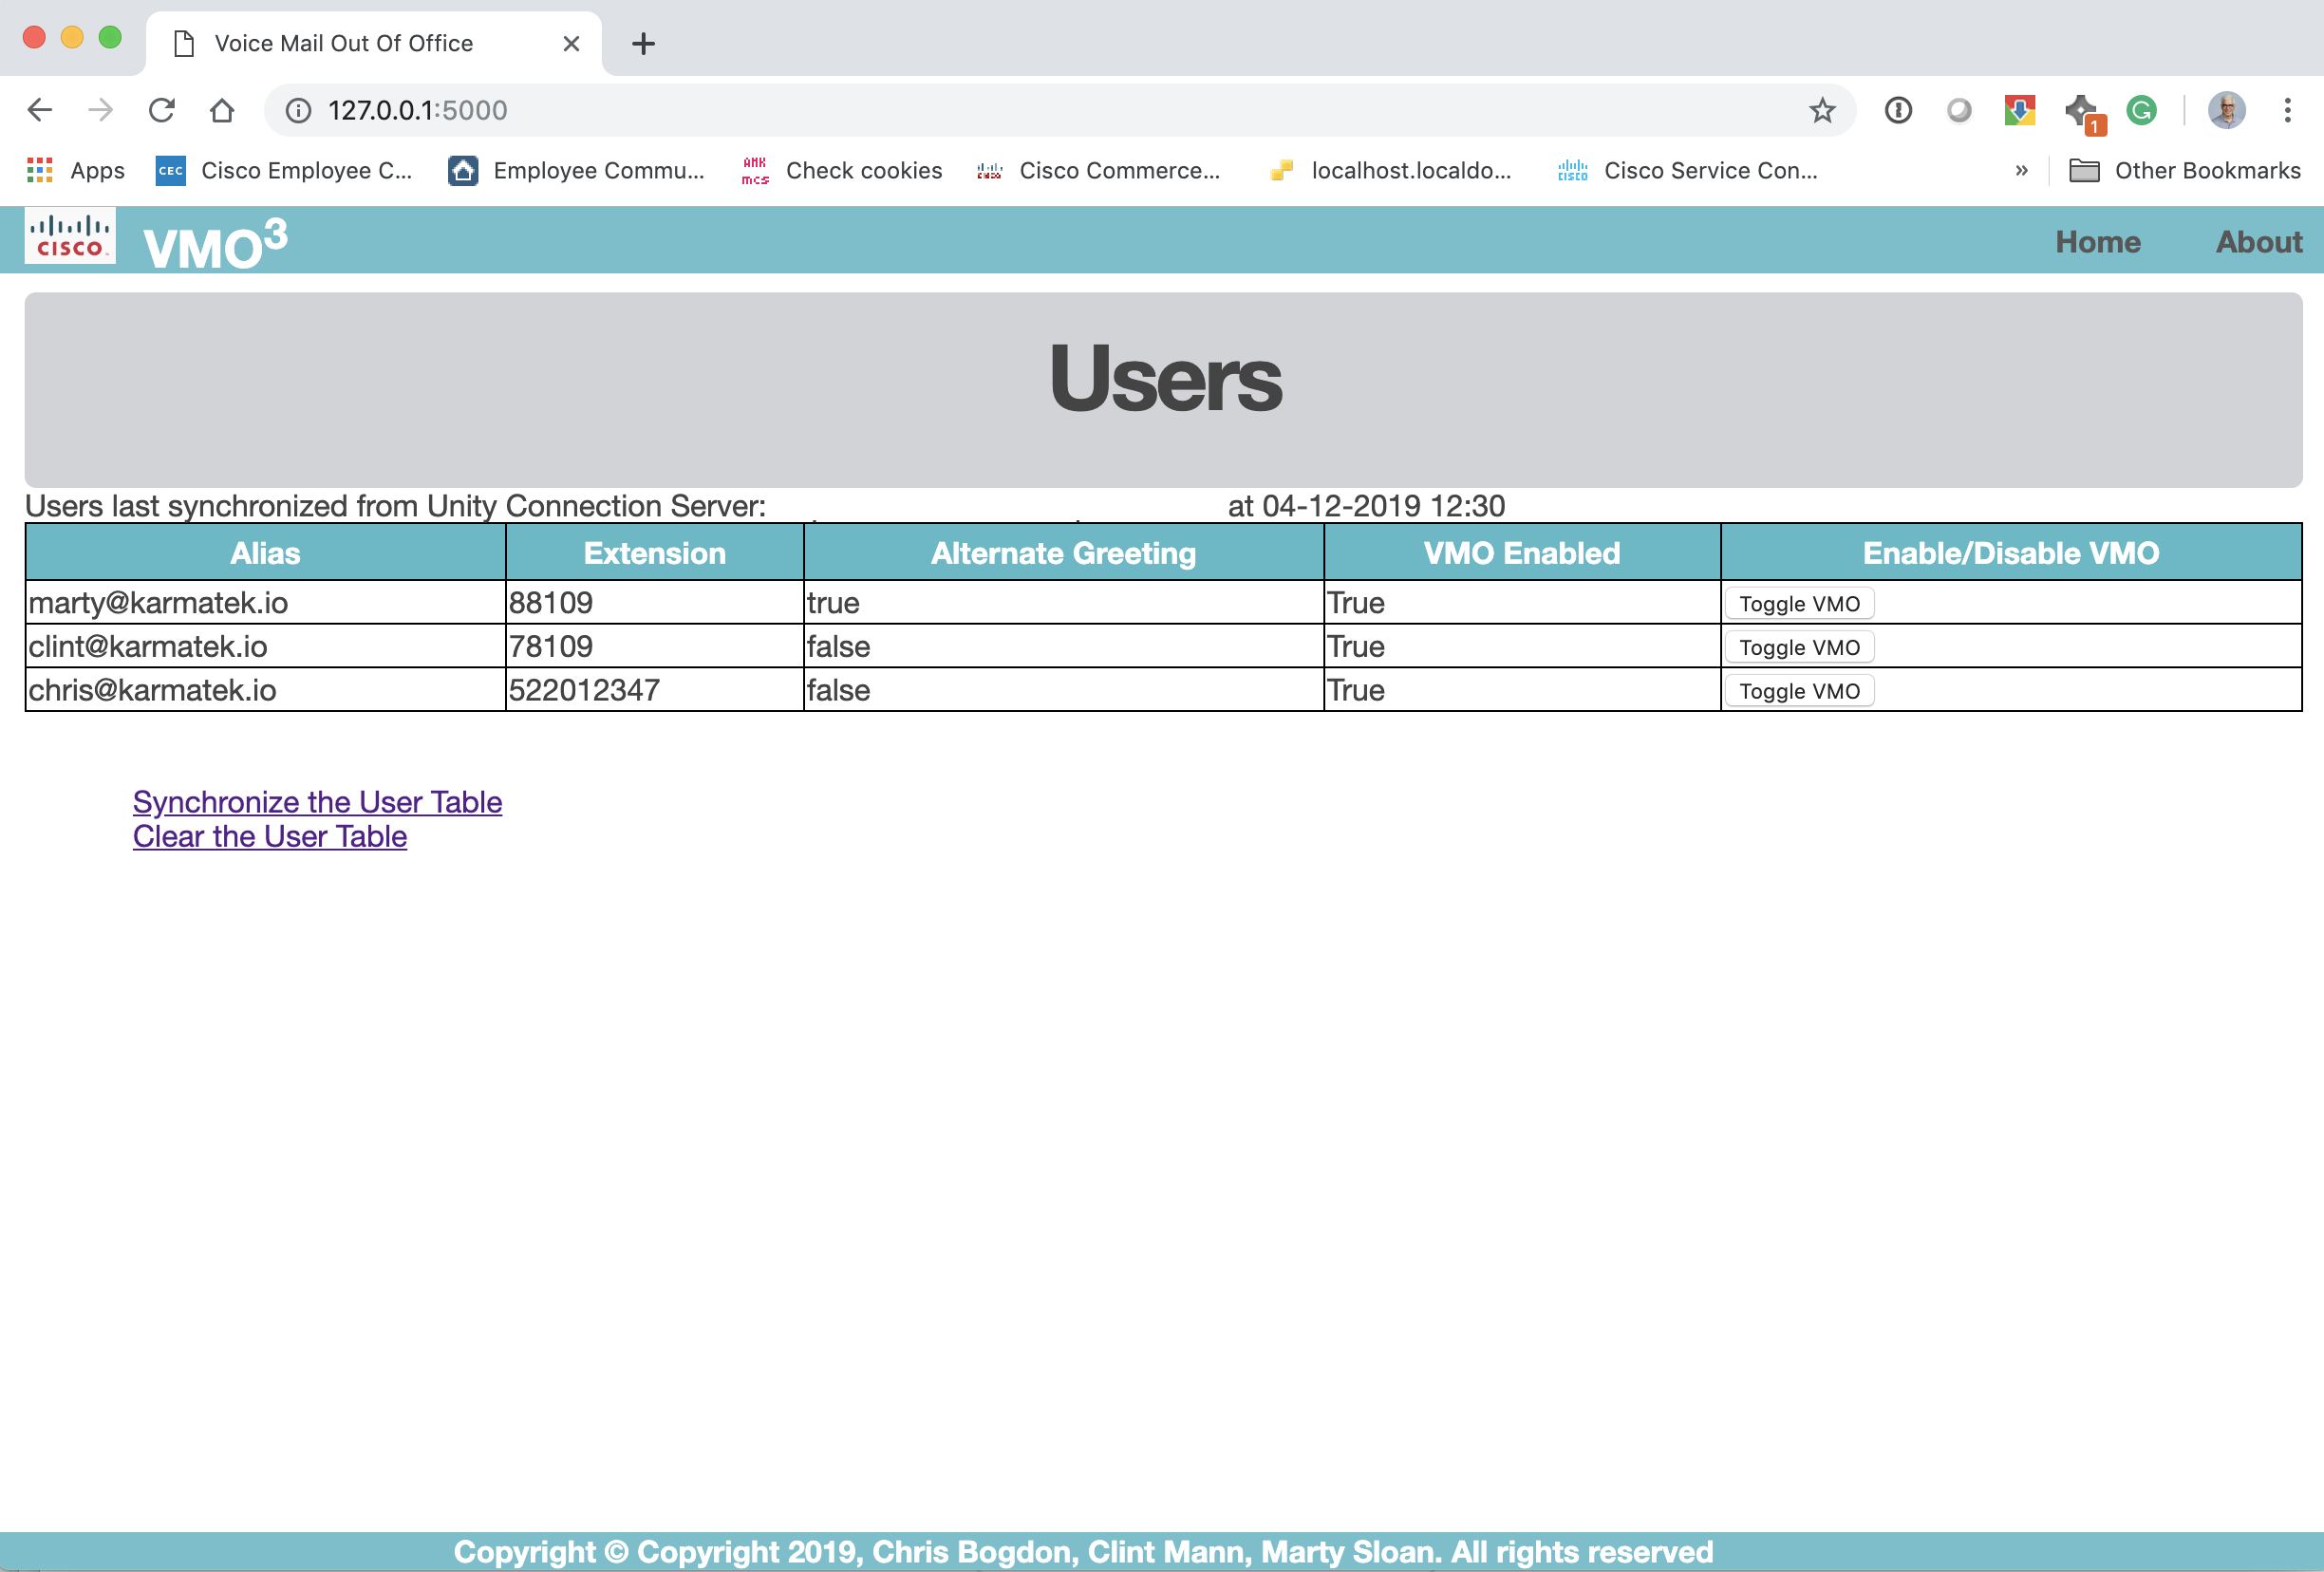 Voice Mail Out Of Office
127.0.0.1:5000
1
Apps CEC Cisco Employee C... Employee Commu... AMK mcs Check cookies Cisco Commerce... localhost.localdo... CISCO Cisco Service Con... » Other Bookmarks
CISCO VMO³ Home About
Users
Users last synchronized from Unity Connection Server: at 04-12-2019 12:30
Alias Extension Alternate Greeting VMO Enabled Enable/Disable VMO
marty@karmatek.io 88109 true True Toggle VMO
clint@karmatek.io 78109 false True Toggle VMO
chris@karmatek.io 522012347 false True Toggle VMO
Synchronize the User Table
Clear the User Table
Copyright © Copyright 2019, Chris Bogdon, Clint Mann, Marty Sloan. All rights reserved